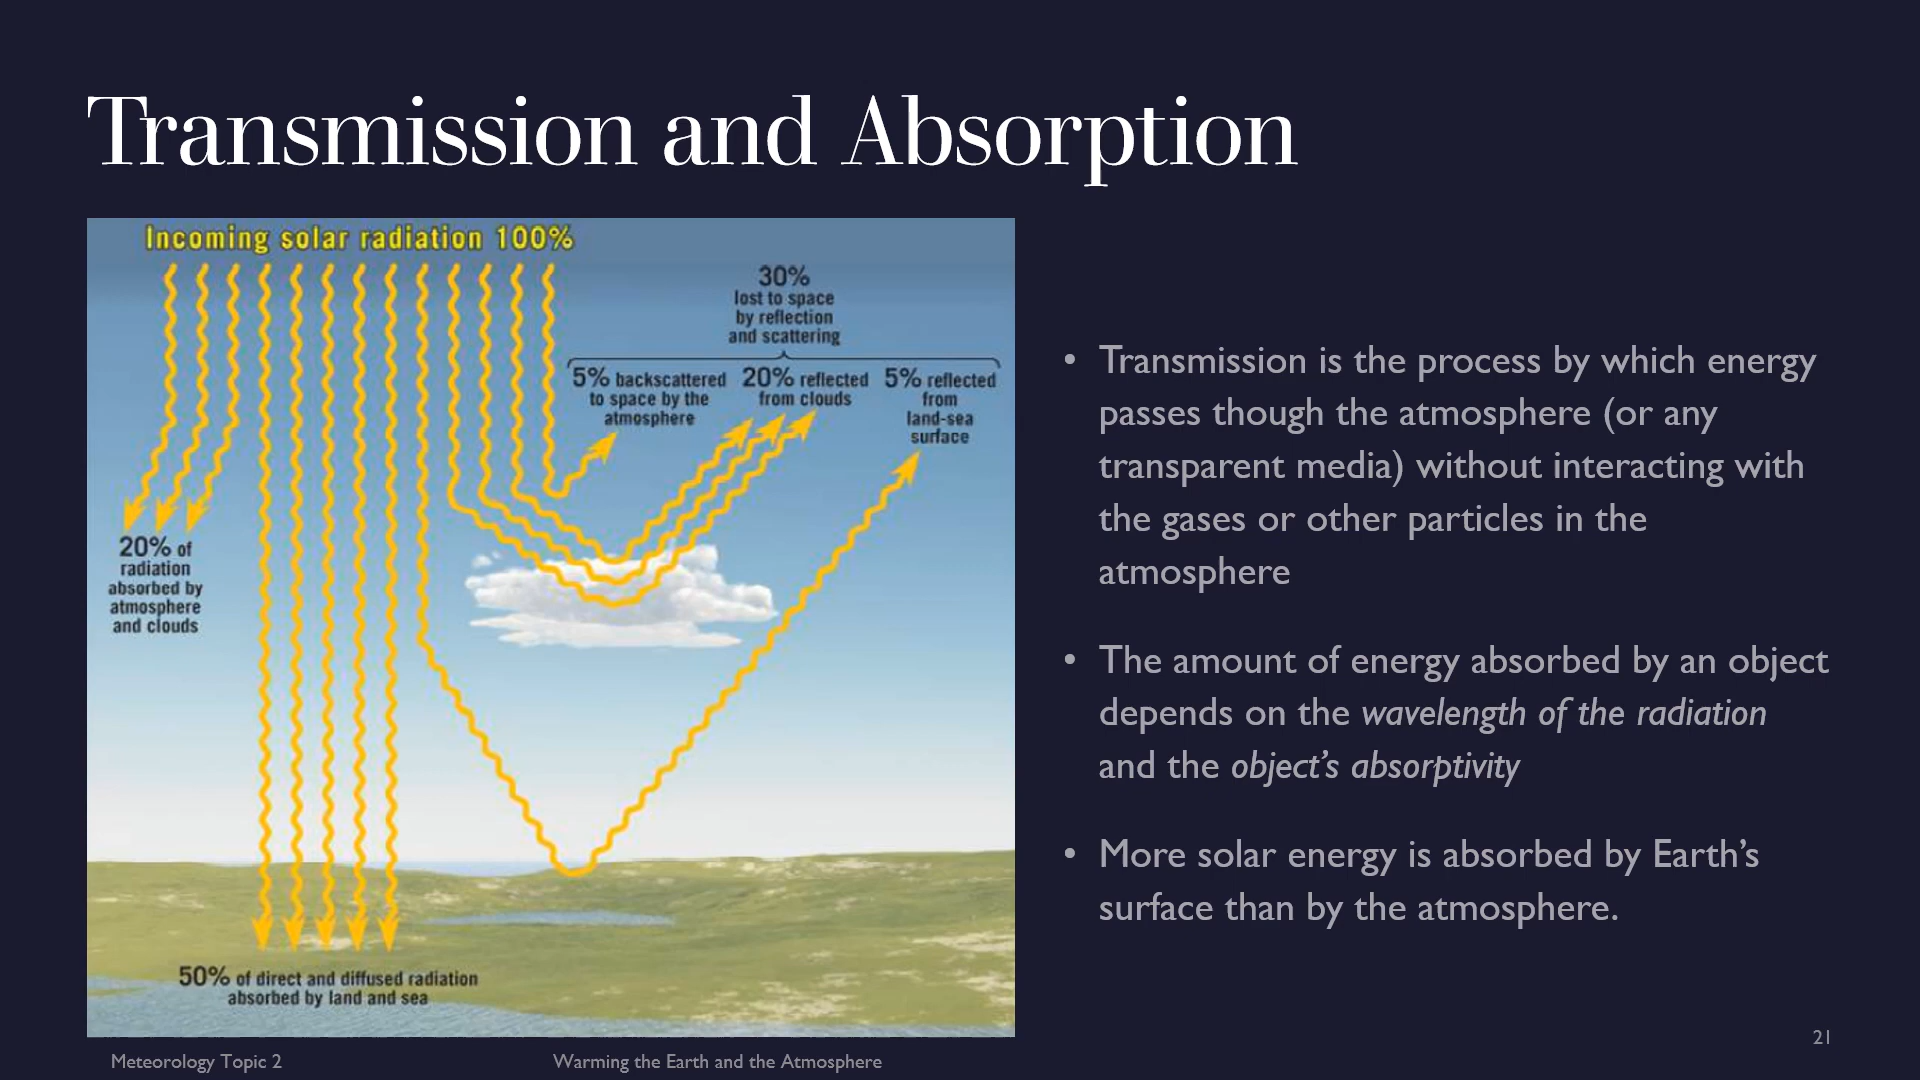 Transmission and Absorption
Incoming solar radiation 100%
30%
lost to space
by reflection
and scattering
5% backscattered
to space by the
atmosphere
20% reflected
from clouds
5% reflected
from
land-sea
surface
20% of
radiation
absorbed by
atmosphere
and clouds
50% of direct and diffused radiation
absorbed by land and sea
• Transmission is the process by which energy
passes though the atmosphere (or any
transparent media) without interacting with
the gases or other particles in the
atmosphere
• The amount of energy absorbed by an object
depends on the wavelength of the radiation
and the object’s absorptivity
• More solar energy is absorbed by Earth’s
surface than by the atmosphere.
21
Meteorology Topic 2
Warming the Earth and the Atmosphere